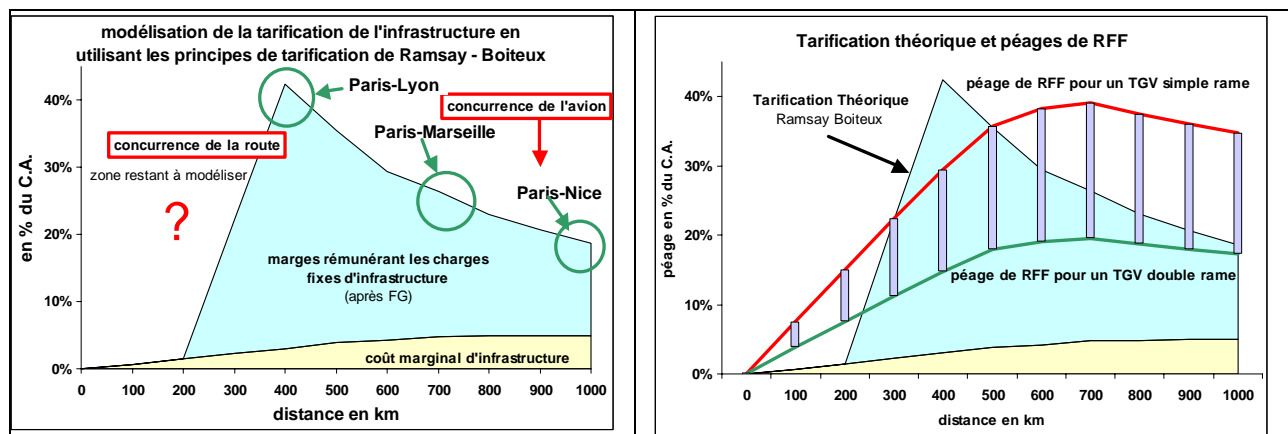 modélisation de la tarification de l'infrastructure en
utilisant les principes de tarification de Ramsay - Boiteux
en % du C.A.
40%
30%
20%
10%
0%
Paris-Lyon
concurrence de l'avion
Paris-Marseille
concurrence de la route
zone restant à modéliser
?
Paris-Nice
marges rémunérant les charges
fixes d'infrastructure
(après FG)
coût marginal d'infrastructure
0 100 200 300 400 500 600 700 800 900 1000
distance en km
Tarification théorique et péages de RFF
péage en % du C.A.
40%
30%
20%
10%
0%
péage de RFF pour un TGV simple rame
Tarification Théorique
Ramsay Boiteux
péage de RFF pour un TGV double rame
coût marginal d'infrastructure
0 100 200 300 400 500 600 700 800 900 1000
distance en km